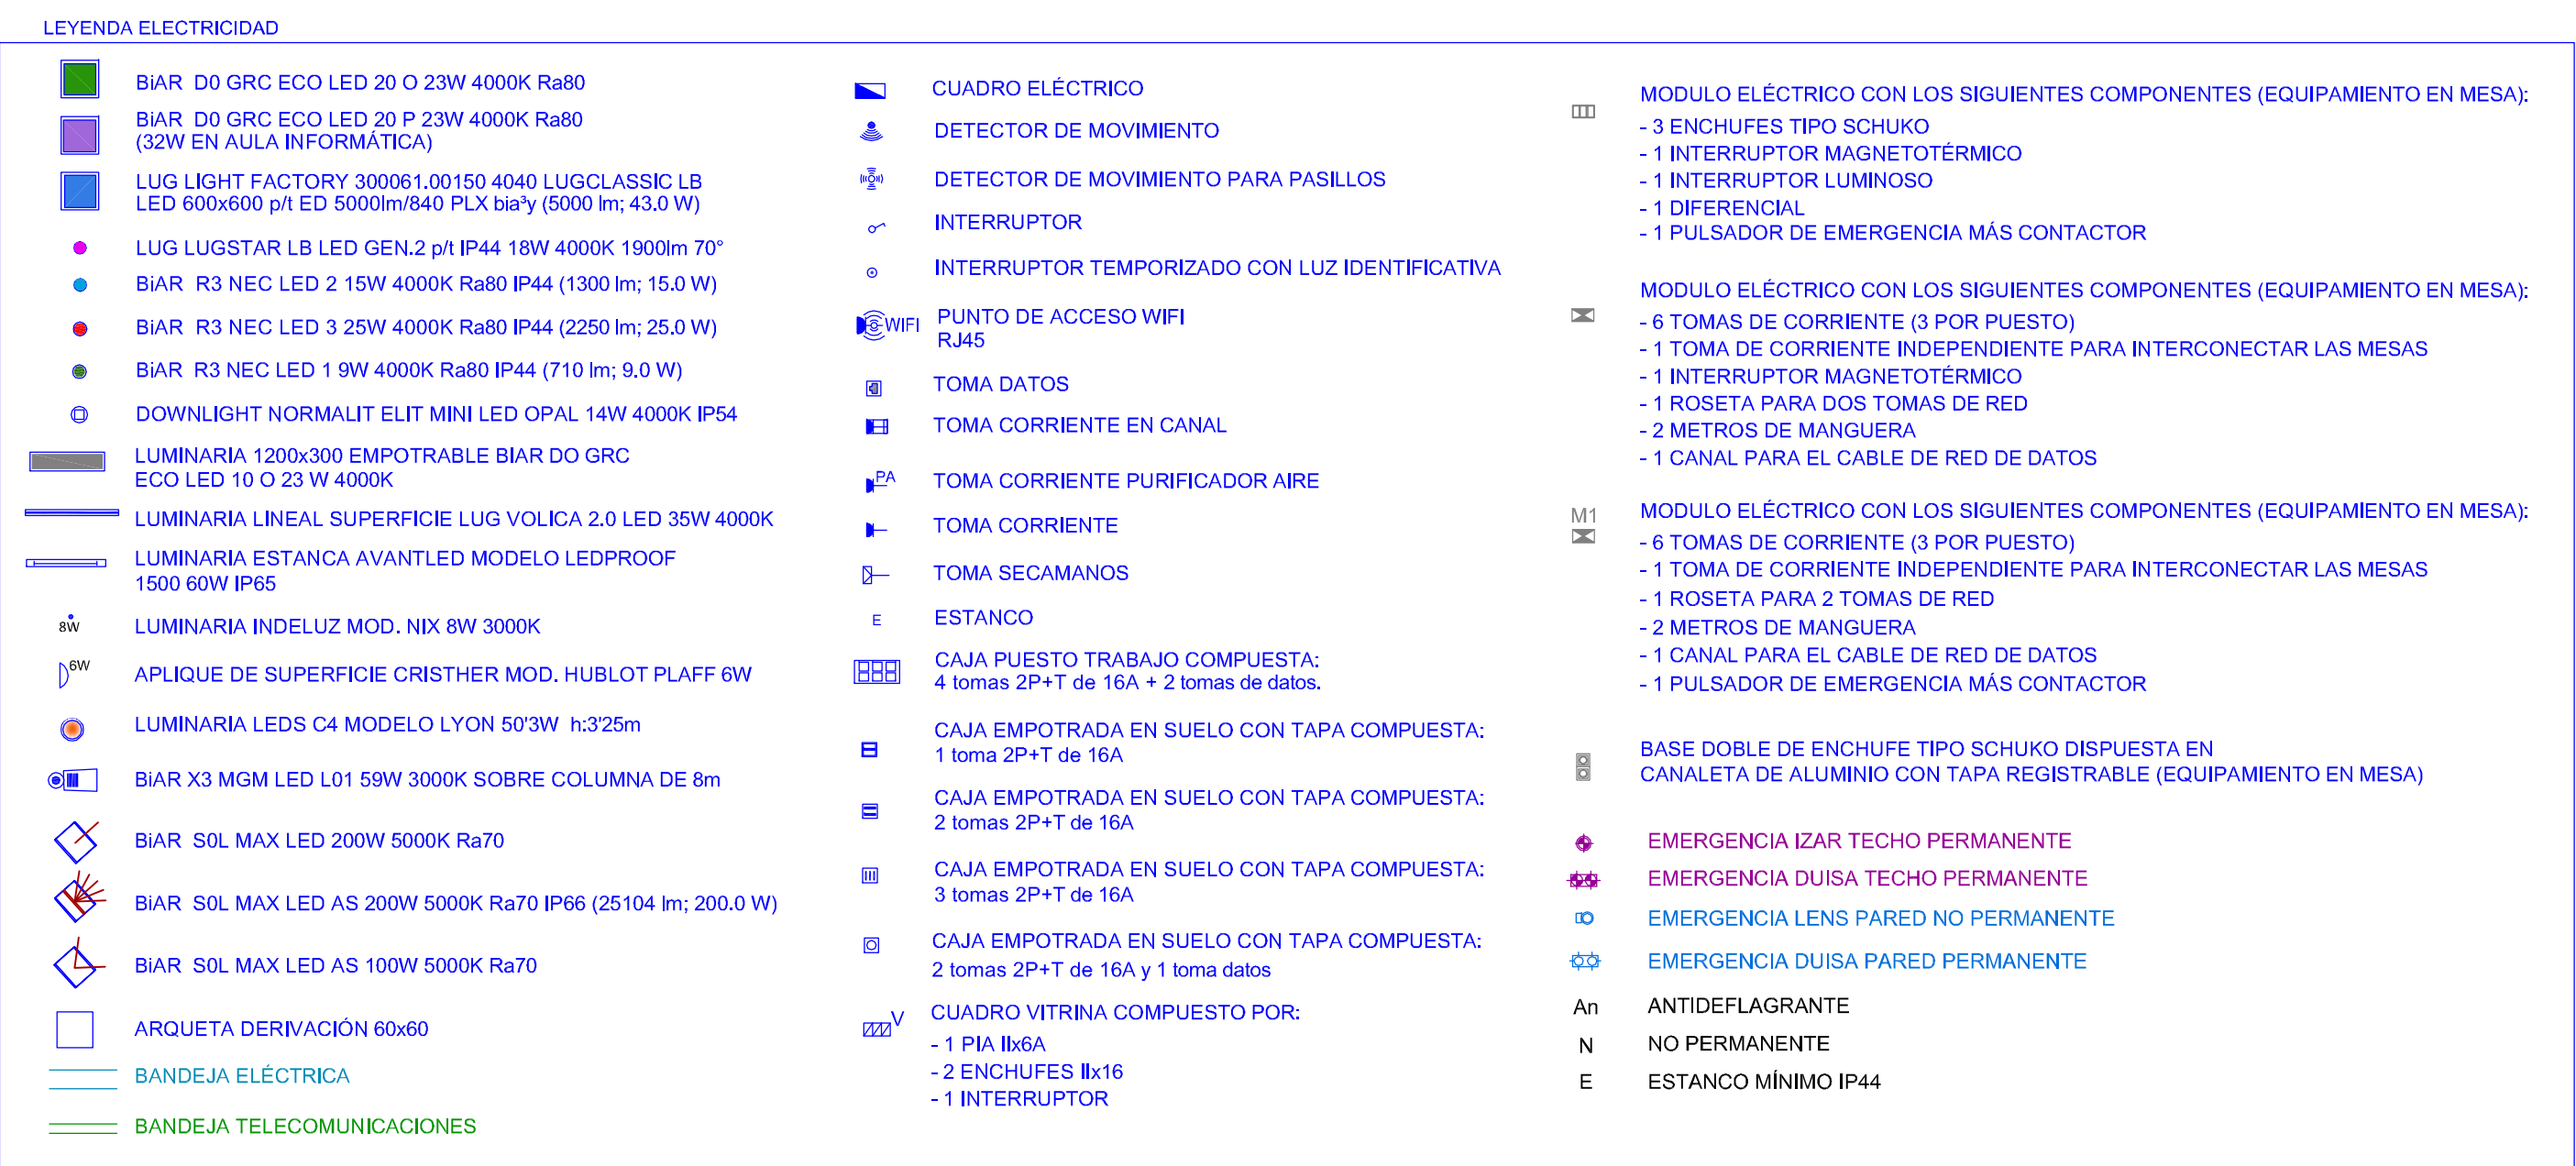 LEYENDA ELECTRICIDAD
BiAR D0 GRC ECO LED 20 O 23W 4000K Ra80
BiAR D0 GRC ECO LED 20 P 23W 4000K Ra80
(32W EN AULA INFORMÁTICA)
LUG LIGHT FACTORY 300061.00150 4040 LUGCLASSIC LB
LED 600x600 p/t ED 5000lm/840 PLX bia³y (5000 lm; 43.0 W)
LUG LUGSTAR LB LED GEN.2 p/t IP44 18W 4000K 1900lm 70°
BiAR R3 NEC LED 2 15W 4000K Ra80 IP44 (1300 lm; 15.0 W)
BiAR R3 NEC LED 3 25W 4000K Ra80 IP44 (2250 lm; 25.0 W)
BiAR R3 NEC LED 1 9W 4000K Ra80 IP44 (710 lm; 9.0 W)
DOWNLIGHT NORMALIT ELIT MINI LED OPAL 14W 4000K IP54
LUMINARIA 1200x300 EMPOTRABLE BIAR DO GRC
ECO LED 10 O 23 W 4000K
LUMINARIA LINEAL SUPERFICIE LUG VOLICA 2.0 LED 35W 4000K
LUMINARIA ESTANCA AVANTLED MODELO LEDPROOF
1500 60W IP65
8W LUMINARIA INDELUZ MOD. NIX 8W 3000K
6W APLIQUE DE SUPERFICIE CRISTHER MOD. HUBLOT PLAFF 6W
LUMINARIA LEDS C4 MODELO LYON 50'3W h:3'25m
BiAR X3 MGM LED L01 59W 3000K SOBRE COLUMNA DE 8m
BiAR S0L MAX LED 200W 5000K Ra70
BiAR S0L MAX LED AS 200W 5000K Ra70 IP66 (25104 lm; 200.0 W)
BiAR S0L MAX LED AS 100W 5000K Ra70
ARQUETA DERIVACIÓN 60x60
BANDEJA ELÉCTRICA
BANDEJA TELECOMUNICACIONES
CUADRO ELÉCTRICO
DETECTOR DE MOVIMIENTO
DETECTOR DE MOVIMIENTO PARA PASILLOS
INTERRUPTOR
INTERRUPTOR TEMPORIZADO CON LUZ IDENTIFICATIVA
WIFI PUNTO DE ACCESO WIFI
RJ45
TOMA DATOS
TOMA CORRIENTE EN CANAL
PA TOMA CORRIENTE PURIFICADOR AIRE
TOMA CORRIENTE
TOMA SECAMANOS
E ESTANCO
CAJA PUESTO TRABAJO COMPUESTA:
4 tomas 2P+T de 16A + 2 tomas de datos.
CAJA EMPOTRADA EN SUELO CON TAPA COMPUESTA:
1 toma 2P+T de 16A
CAJA EMPOTRADA EN SUELO CON TAPA COMPUESTA:
2 tomas 2P+T de 16A
CAJA EMPOTRADA EN SUELO CON TAPA COMPUESTA:
3 tomas 2P+T de 16A
CAJA EMPOTRADA EN SUELO CON TAPA COMPUESTA:
2 tomas 2P+T de 16A y 1 toma datos
V CUADRO VITRINA COMPUESTO POR:
- 1 PIA IIx6A
- 2 ENCHUFES IIx16
- 1 INTERRUPTOR
MODULO ELÉCTRICO CON LOS SIGUIENTES COMPONENTES (EQUIPAMIENTO EN MESA):
- 3 ENCHUFES TIPO SCHUKO
- 1 INTERRUPTOR MAGNETOTÉRMICO
- 1 INTERRUPTOR LUMINOSO
- 1 DIFERENCIAL
- 1 PULSADOR DE EMERGENCIA MÁS CONTACTOR
MODULO ELÉCTRICO CON LOS SIGUIENTES COMPONENTES (EQUIPAMIENTO EN MESA):
- 6 TOMAS DE CORRIENTE (3 POR PUESTO)
- 1 TOMA DE CORRIENTE INDEPENDIENTE PARA INTERCONECTAR LAS MESAS
- 1 INTERRUPTOR MAGNETOTÉRMICO
- 1 ROSETA PARA DOS TOMAS DE RED
- 2 METROS DE MANGUERA
- 1 CANAL PARA EL CABLE DE RED DE DATOS
M1 MODULO ELÉCTRICO CON LOS SIGUIENTES COMPONENTES (EQUIPAMIENTO EN MESA):
- 6 TOMAS DE CORRIENTE (3 POR PUESTO)
- 1 TOMA DE CORRIENTE INDEPENDIENTE PARA INTERCONECTAR LAS MESAS
- 1 ROSETA PARA 2 TOMAS DE RED
- 2 METROS DE MANGUERA
- 1 CANAL PARA EL CABLE DE RED DE DATOS
- 1 PULSADOR DE EMERGENCIA MÁS CONTACTOR
BASE DOBLE DE ENCHUFE TIPO SCHUKO DISPUESTA EN
CANALETA DE ALUMINIO CON TAPA REGISTRABLE (EQUIPAMIENTO EN MESA)
EMERGENCIA IZAR TECHO PERMANENTE
EMERGENCIA DUISA TECHO PERMANENTE
EMERGENCIA LENS PARED NO PERMANENTE
EMERGENCIA DUISA PARED PERMANENTE
An ANTIDEFLAGRANTE
N NO PERMANENTE
E ESTANCO MÍNIMO IP44